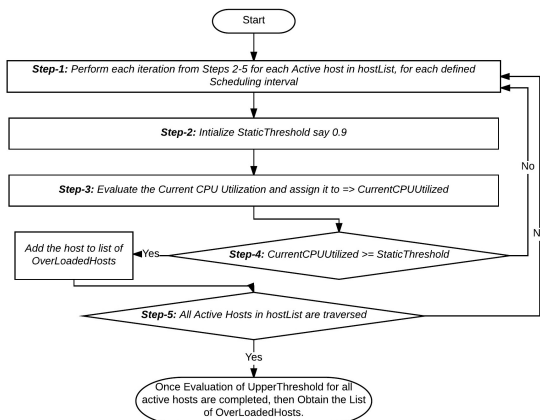 Start
Step-1: Perform each iteration from Steps 2-5 for each Active host in hostList, for each defined
Scheduling interval
Step-2: Intialize StaticThreshold say 0.9
No
Step-3: Evaluate the Current CPU Utilization and assign it to => CurrentCPUUtilized
N
Add the host to list of
OverLoadedHosts
Yes
Step-4: CurrentCPUUtilized >= StaticThreshold
Step-5: All Active Hosts in hostList are traversed
Yes
Once Evaluation of UpperThreshold for all
active hosts are completed, then Obtain the List
of OverLoadedHosts.